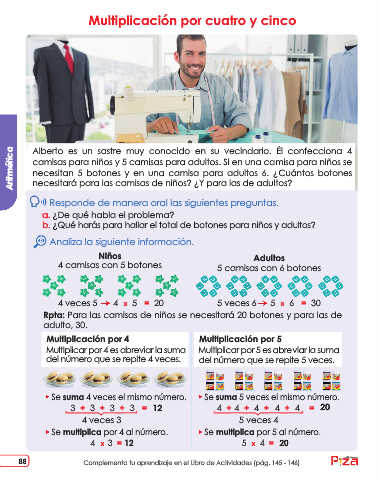 Multiplicación por cuatro y cinco
Aritmética
Alberto es un sastre muy conocido en su vecindario. Él confecciona 4
camisas para niños y 5 camisas para adultos. Si en una camisa para niños se
necesitan 5 botones y en una camisa para adultos 6. ¿Cuántos botones
necesitará para las camisas de niños? ¿Y para las de adultos?
Responde de manera oral las siguientes preguntas.
a. ¿De qué habla el problema?
b. ¿Qué harás para hallar el total de botones para niños y adultos?
Analiza la siguiente información.
Niños
4 camisas con 5 botones
4 veces 5 → 4 x 5 = 20
Adultos
5 camisas con 6 botones
5 veces 6 → 5 x 6 = 30
Rpta: Para las camisas de niños se necesitará 20 botones y para las de
adulto, 30.
Multiplicación por 4
Multiplicar por 4 es abreviar la suma
del número que se repite 4 veces.
Se suma 4 veces el mismo número.
3 + 3 + 3 + 3 = 12
4 veces 3
Se multiplica por 4 al número.
4 x 3 = 12
Multiplicación por 5
Multiplicar por 5 es abreviar la suma
del número que se repite 5 veces.
Se suma 5 veces el mismo número.
4 + 4 + 4 + 4 + 4 = 20
5 veces 4
Se multiplica por 5 al número.
5 x 4 = 20
88
Complementa tu aprendizaje en el Libro de Actividades (pág. 145 - 146)